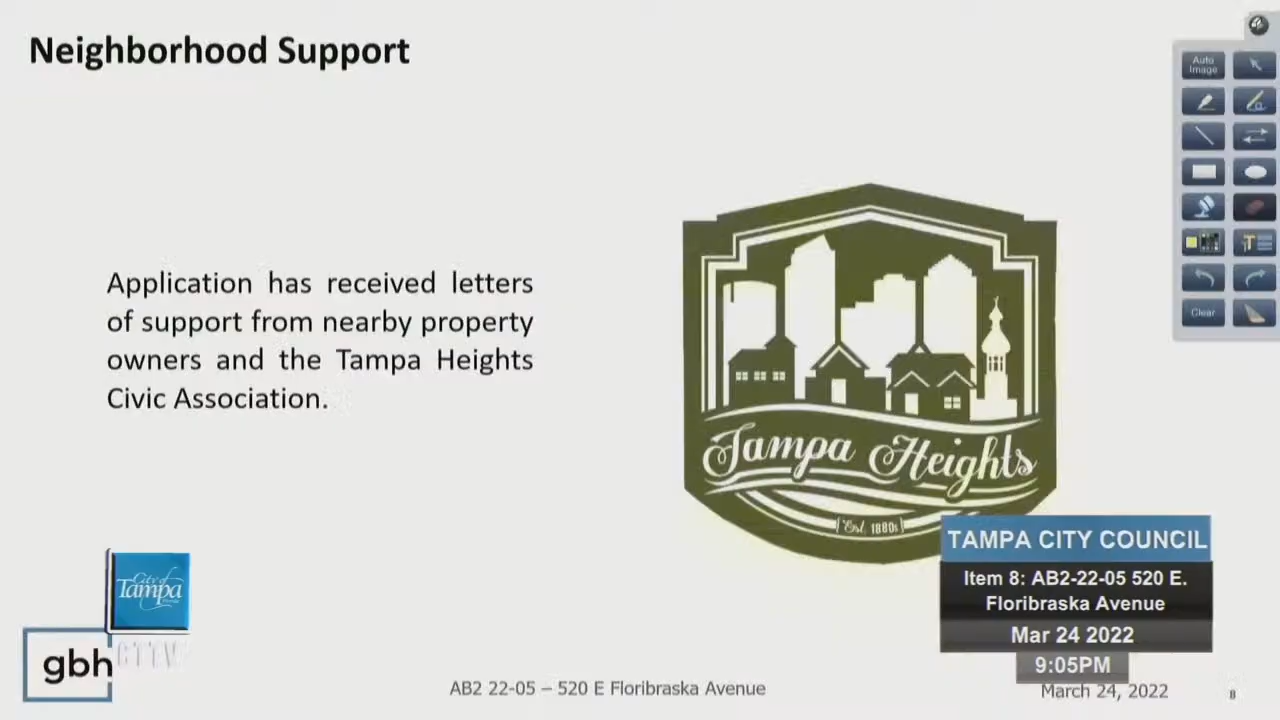 Neighborhood Support
Auto
Image
Application has received letters
of support from nearby property
owners and the Tampa Heights
Civic Association.
Clear
Tampa Heights
Est. 1880s
TAMPA CITY COUNCIL
Item 8: AB2-22-05 520 E.
Floribraska Avenue
Mar 24 2022
9:05PM
City of
Tampa
CTTV
gbh
AB2 22-05 – 520 E Floribraska Avenue
March 24, 2022
8